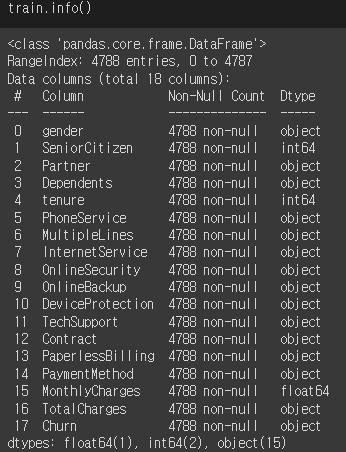 train.info()
<class 'pandas.core.frame.DataFrame'>
RangeIndex: 4788 entries, 0 to 4787
Data columns (total 18 columns):
 #   Column            Non-Null Count  Dtype
---  ------            --------------  -----
 0   gender            4788 non-null   object
 1   SeniorCitizen     4788 non-null   int64
 2   Partner           4788 non-null   object
 3   Dependents        4788 non-null   object
 4   tenure            4788 non-null   int64
 5   PhoneService      4788 non-null   object
 6   MultipleLines     4788 non-null   object
 7   InternetService   4788 non-null   object
 8   OnlineSecurity    4788 non-null   object
 9   OnlineBackup      4788 non-null   object
 10  DeviceProtection  4788 non-null   object
 11  TechSupport       4788 non-null   object
 12  Contract          4788 non-null   object
 13  PaperlessBilling  4788 non-null   object
 14  PaymentMethod     4788 non-null   object
 15  MonthlyCharges    4788 non-null   float64
 16  TotalCharges      4788 non-null   object
 17  Churn             4788 non-null   object
dtypes: float64(1), int64(2), object(15)